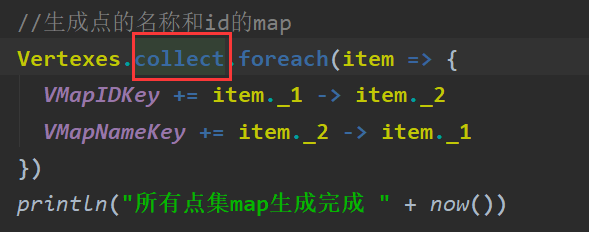 //生成点的名称和id的map
Vertexes.collect.foreach(item => {
VMapIDKey += item._1 -> item._2
VMapNameKey += item._2 -> item._1
})
println("所有点集map生成完成 " + now())